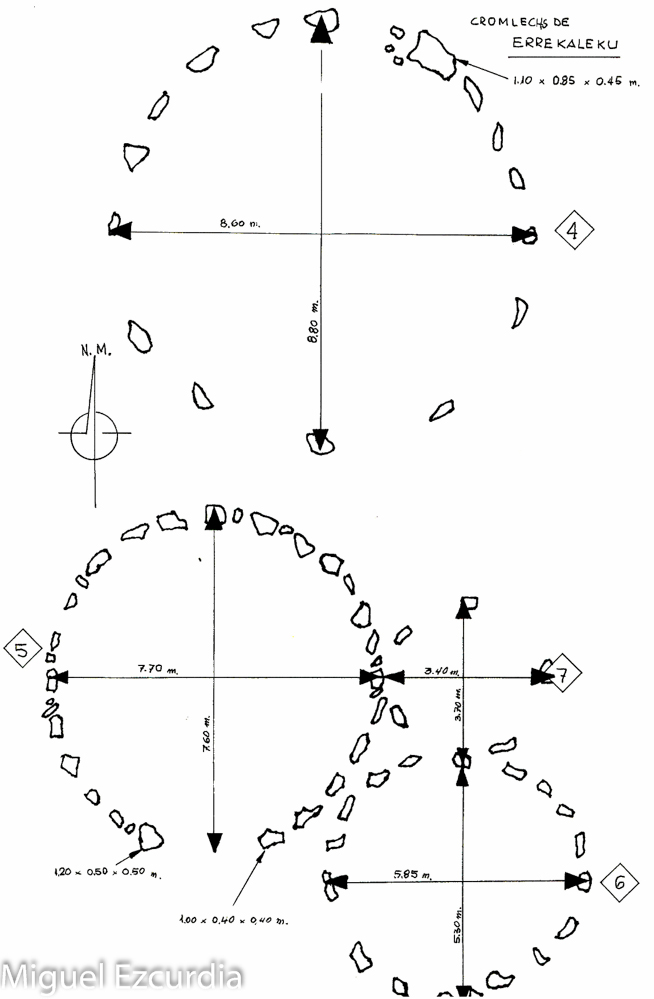 CROMLECHS DE
ERREKALEKU
1.10 x 0.85 x 0.45 m.
8.60 m.
4
8.80 m.
N.M.
5
7.70 m.
7.60 m.
3.40 m.
7
3.70 m.
1.20 x 0.50 x 0.50 m.
1.00 x 0.40 x 0.40 m.
5.85 m.
6
5.30 m.
Miguel Ezcurdia